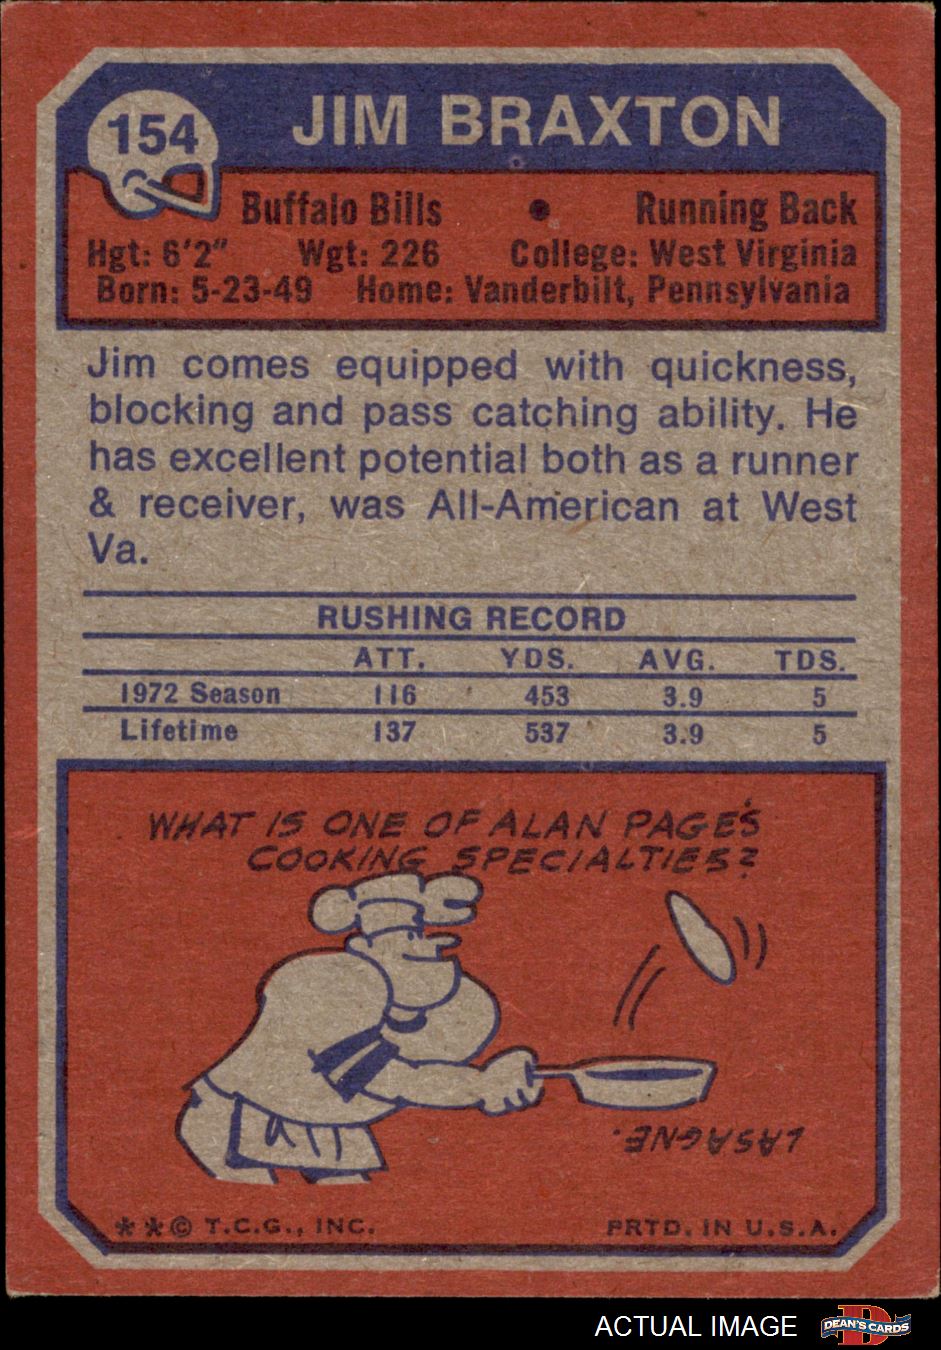 154
JIM BRAXTON
Buffalo Bills • Running Back
Hgt: 6'2" Wgt: 226 College: West Virginia
Born: 5-23-49 Home: Vanderbilt, Pennsylvania
Jim comes equipped with quickness,
blocking and pass catching ability. He
has excellent potential both as a runner
& receiver, was All-American at West
Va.
RUSHING RECORD
ATT. YDS. AVG. TDS.
1972 Season 116 453 3.9 5
Lifetime 137 537 3.9 5
WHAT IS ONE OF ALAN PAGE'S
COOKING SPECIALTIES?
LASAGNE.
**© T.C.G., INC. PRTD. IN U.S.A.
ACTUAL IMAGE
DEAN'S CARDS